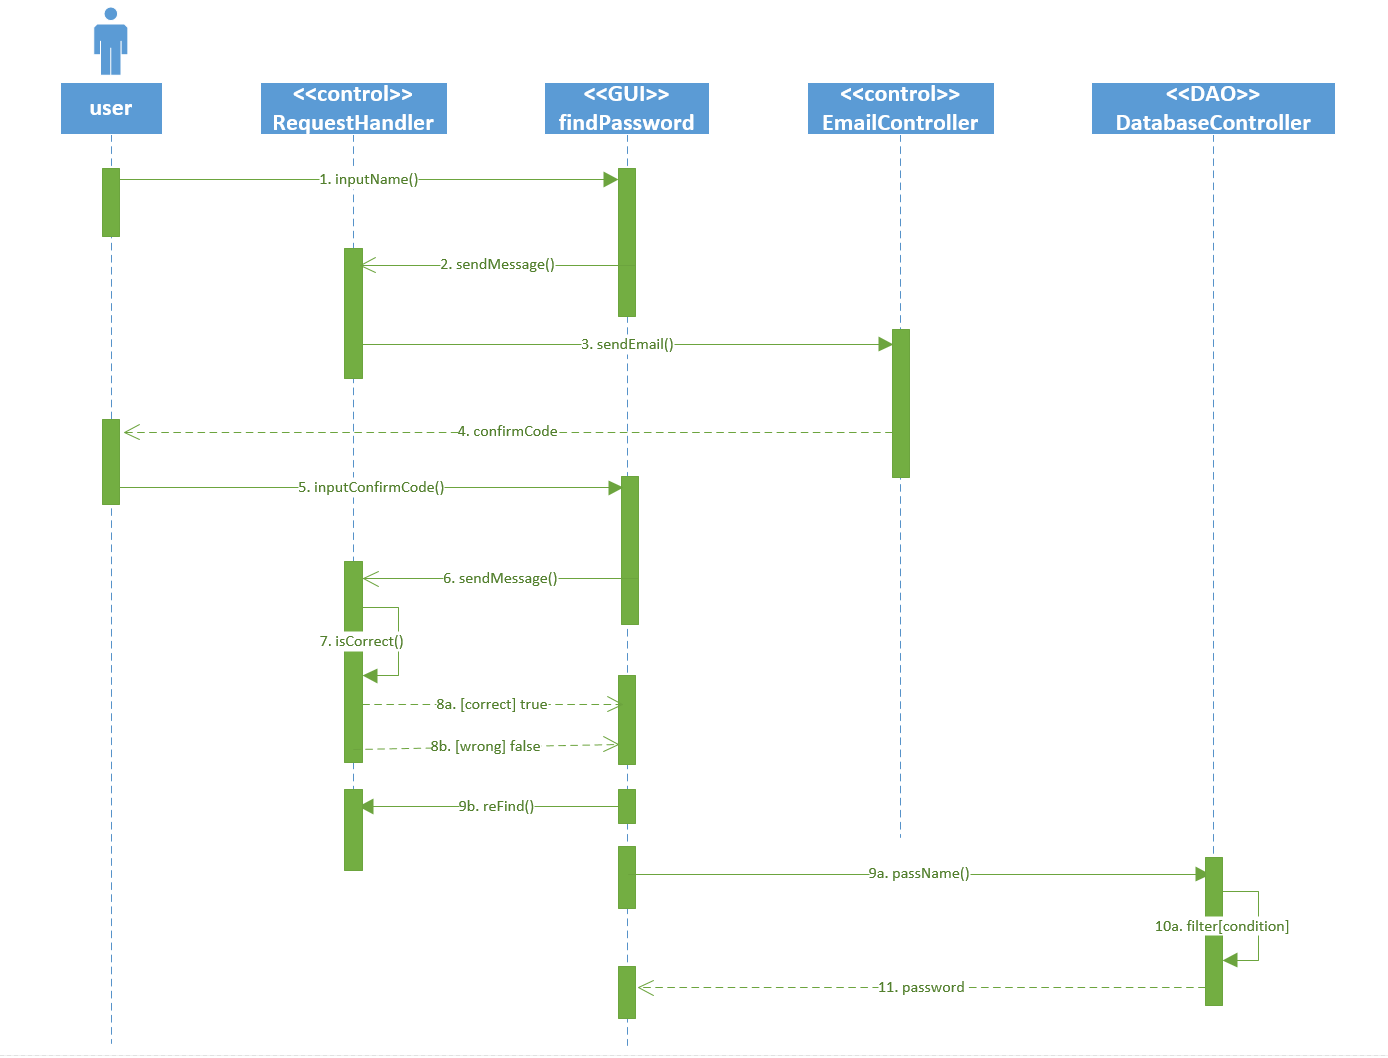 user
<<control>>
RequestHandler
<<GUI>>
findPassword
<<control>>
EmailController
<<DAO>>
DatabaseController
1. inputName()
2. sendMessage()
3. sendEmail()
4. confirmCode
5. inputConfirmCode()
6. sendMessage()
7. isCorrect()
8a. [correct] true
8b. [wrong] false
9b. reFind()
9a. passName()
10a. filter[condition]
11. password